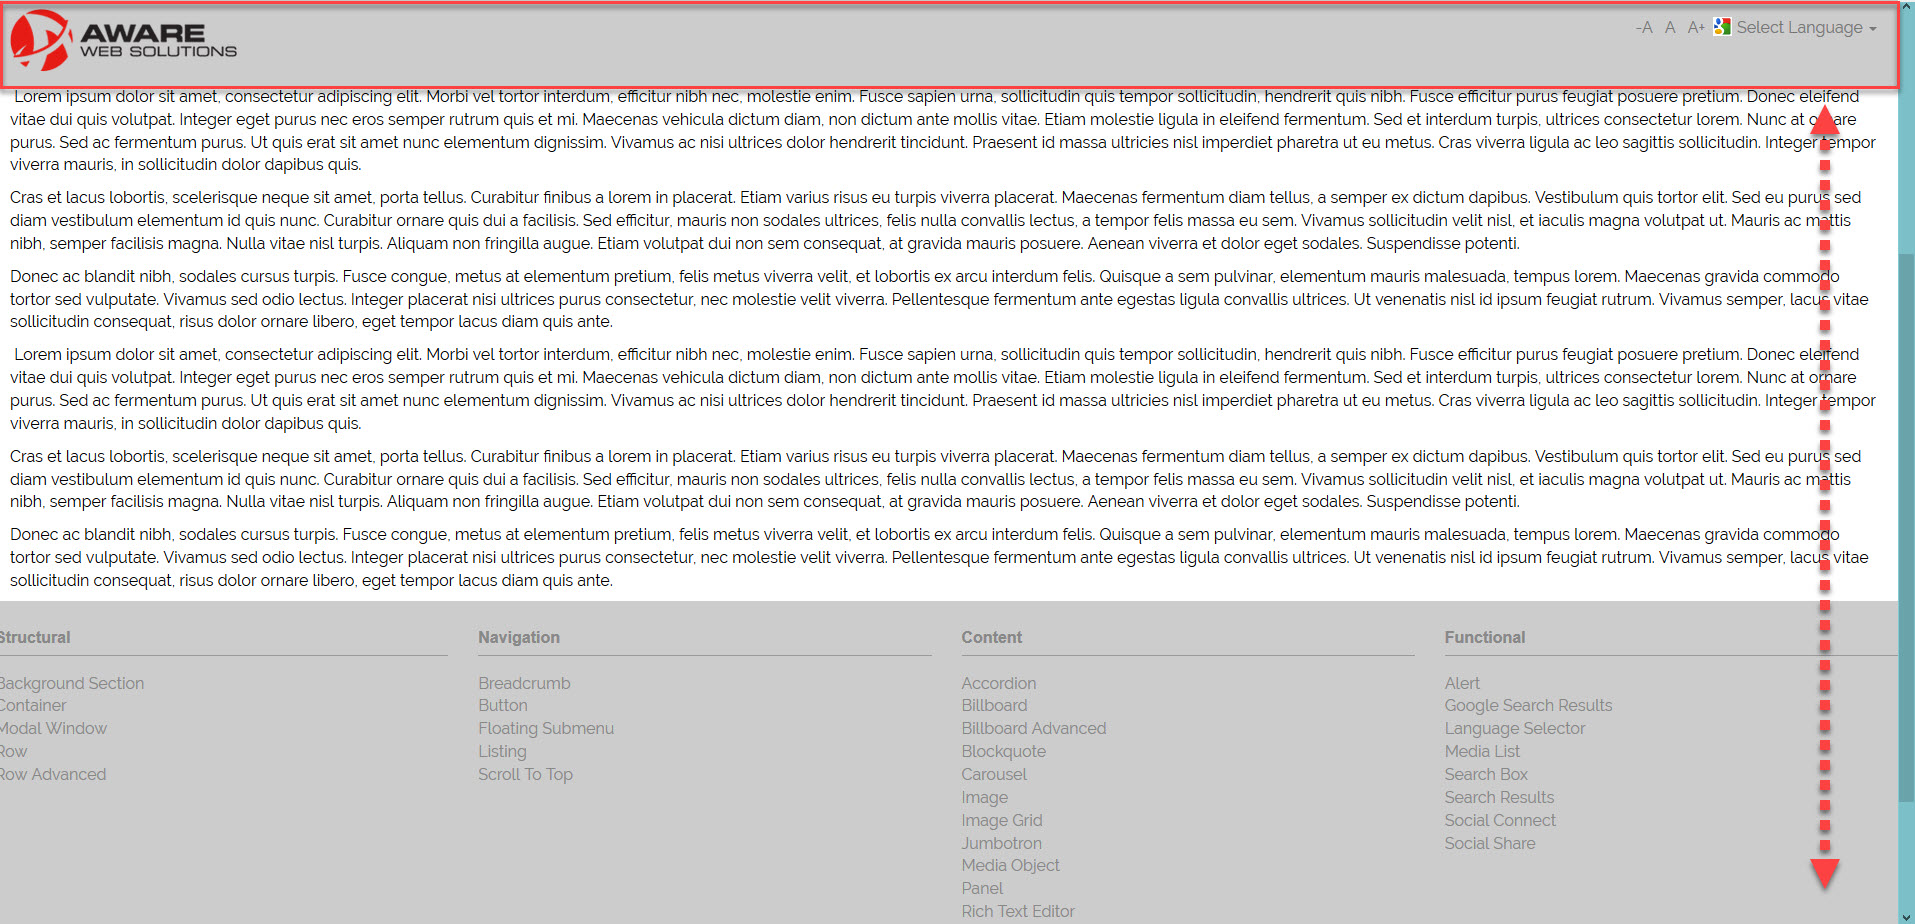 AWARE
WEB SOLUTIONS
-A A A+ Select Language
Lorem ipsum dolor sit amet, consectetur adipiscing elit. Morbi vel tortor interdum, efficitur nibh nec, molestie enim. Fusce sapien urna, sollicitudin quis tempor sollicitudin, hendrerit quis nibh. Fusce efficitur purus feugiat posuere pretium. Donec eleifend
vitae dui quis volutpat. Integer eget purus nec eros semper rutrum quis et mi. Maecenas vehicula dictum diam, non dictum ante mollis vitae. Etiam molestie ligula in eleifend fermentum. Sed et interdum turpis, ultrices consectetur lorem. Nunc at ornare
purus. Sed ac fermentum purus. Ut quis erat sit amet nunc elementum dignissim. Vivamus ac nisi ultrices dolor hendrerit tincidunt. Praesent id massa ultricies nisl imperdiet pharetra ut eu metus. Cras viverra ligula ac leo sagittis sollicitudin. Integer tempor
viverra mauris, in sollicitudin dolor dapibus quis.
Cras et lacus lobortis, scelerisque neque sit amet, porta tellus. Curabitur finibus a lorem in placerat. Etiam varius risus eu turpis viverra placerat. Maecenas fermentum diam tellus, a semper ex dictum dapibus. Vestibulum quis tortor elit. Sed eu purus sed
diam vestibulum elementum id quis nunc. Curabitur ornare quis dui a facilisis. Sed efficitur, mauris non sodales ultrices, felis nulla convallis lectus, a tempor felis massa eu sem. Vivamus sollicitudin velit nisl, et iaculis magna volutpat ut. Mauris ac mattis
nibh, semper facilisis magna. Nulla vitae nisl turpis. Aliquam non fringilla augue. Etiam volutpat dui non sem consequat, at gravida mauris posuere. Aenean viverra et dolor eget sodales. Suspendisse potenti.
Donec ac blandit nibh, sodales cursus turpis. Fusce congue, metus at elementum pretium, felis metus viverra velit, et lobortis ex arcu interdum felis. Quisque a sem pulvinar, elementum mauris malesuada, tempus lorem. Maecenas gravida commodo
tortor sed vulputate. Vivamus sed odio lectus. Integer placerat nisi ultrices purus consectetur, nec molestie velit viverra. Pellentesque fermentum ante egestas ligula convallis ultrices. Ut venenatis nisl id ipsum feugiat rutrum. Vivamus semper, lacus vitae
sollicitudin consequat, risus dolor ornare libero, eget tempor lacus diam quis ante.
Lorem ipsum dolor sit amet, consectetur adipiscing elit. Morbi vel tortor interdum, efficitur nibh nec, molestie enim. Fusce sapien urna, sollicitudin quis tempor sollicitudin, hendrerit quis nibh. Fusce efficitur purus feugiat posuere pretium. Donec eleifend
vitae dui quis volutpat. Integer eget purus nec eros semper rutrum quis et mi. Maecenas vehicula dictum diam, non dictum ante mollis vitae. Etiam molestie ligula in eleifend fermentum. Sed et interdum turpis, ultrices consectetur lorem. Nunc at ornare
purus. Sed ac fermentum purus. Ut quis erat sit amet nunc elementum dignissim. Vivamus ac nisi ultrices dolor hendrerit tincidunt. Praesent id massa ultricies nisl imperdiet pharetra ut eu metus. Cras viverra ligula ac leo sagittis sollicitudin. Integer tempor
viverra mauris, in sollicitudin dolor dapibus quis.
Cras et lacus lobortis, scelerisque neque sit amet, porta tellus. Curabitur finibus a lorem in placerat. Etiam varius risus eu turpis viverra placerat. Maecenas fermentum diam tellus, a semper ex dictum dapibus. Vestibulum quis tortor elit. Sed eu purus sed
diam vestibulum elementum id quis nunc. Curabitur ornare quis dui a facilisis. Sed efficitur, mauris non sodales ultrices, felis nulla convallis lectus, a tempor felis massa eu sem. Vivamus sollicitudin velit nisl, et iaculis magna volutpat ut. Mauris ac mattis
nibh, semper facilisis magna. Nulla vitae nisl turpis. Aliquam non fringilla augue. Etiam volutpat dui non sem consequat, at gravida mauris posuere. Aenean viverra et dolor eget sodales. Suspendisse potenti.
Donec ac blandit nibh, sodales cursus turpis. Fusce congue, metus at elementum pretium, felis metus viverra velit, et lobortis ex arcu interdum felis. Quisque a sem pulvinar, elementum mauris malesuada, tempus lorem. Maecenas gravida commodo
tortor sed vulputate. Vivamus sed odio lectus. Integer placerat nisi ultrices purus consectetur, nec molestie velit viverra. Pellentesque fermentum ante egestas ligula convallis ultrices. Ut venenatis nisl id ipsum feugiat rutrum. Vivamus semper, lacus vitae
sollicitudin consequat, risus dolor ornare libero, eget tempor lacus diam quis ante.
Structural
Background Section
Container
Modal Window
Row
Row Advanced
Navigation
Breadcrumb
Button
Floating Submenu
Listing
Scroll To Top
Content
Accordion
Billboard
Billboard Advanced
Blockquote
Carousel
Image
Image Grid
Jumbotron
Media Object
Panel
Rich Text Editor
Functional
Alert
Google Search Results
Language Selector
Media List
Search Box
Search Results
Social Connect
Social Share